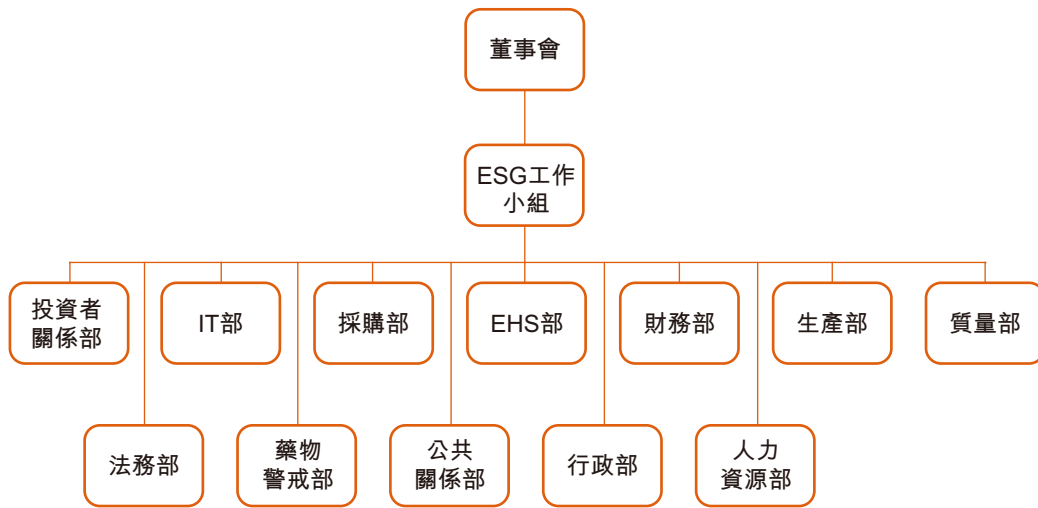 董事會
ESG工作
小組
投資者
關係部
IT部
採購部
EHS部
財務部
生產部
質量部
法務部
藥物
警戒部
公共
關係部
行政部
人力
資源部